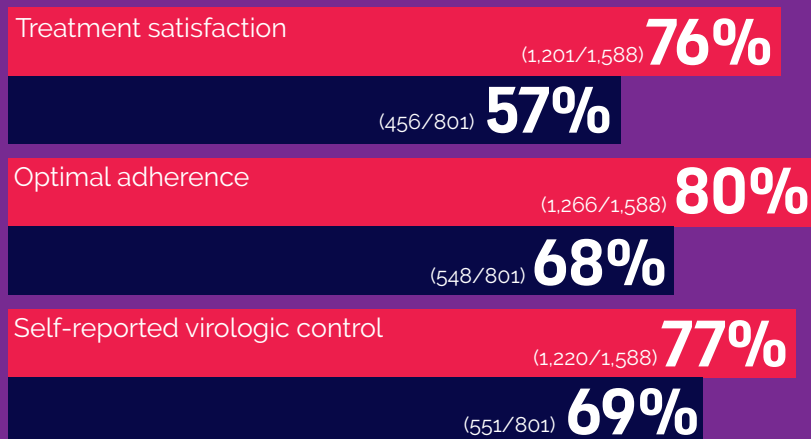 Treatment satisfaction
(1,201/1,588) 76%
(456/801) 57%
Optimal adherence
(1,266/1,588) 80%
(548/801) 68%
Self-reported virologic control
(1,220/1,588) 77%
(551/801) 69%